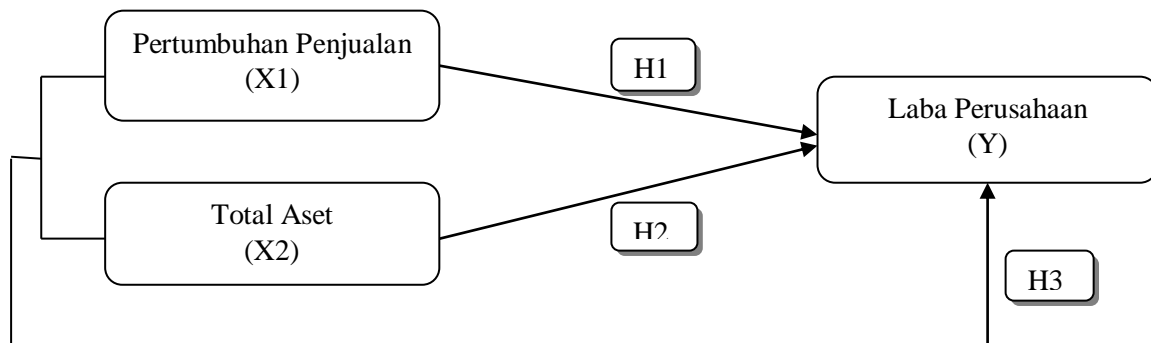 Pertumbuhan Penjualan
(X1)
H1
Laba Perusahaan
(Y)
Total Aset
(X2)
H2
H3